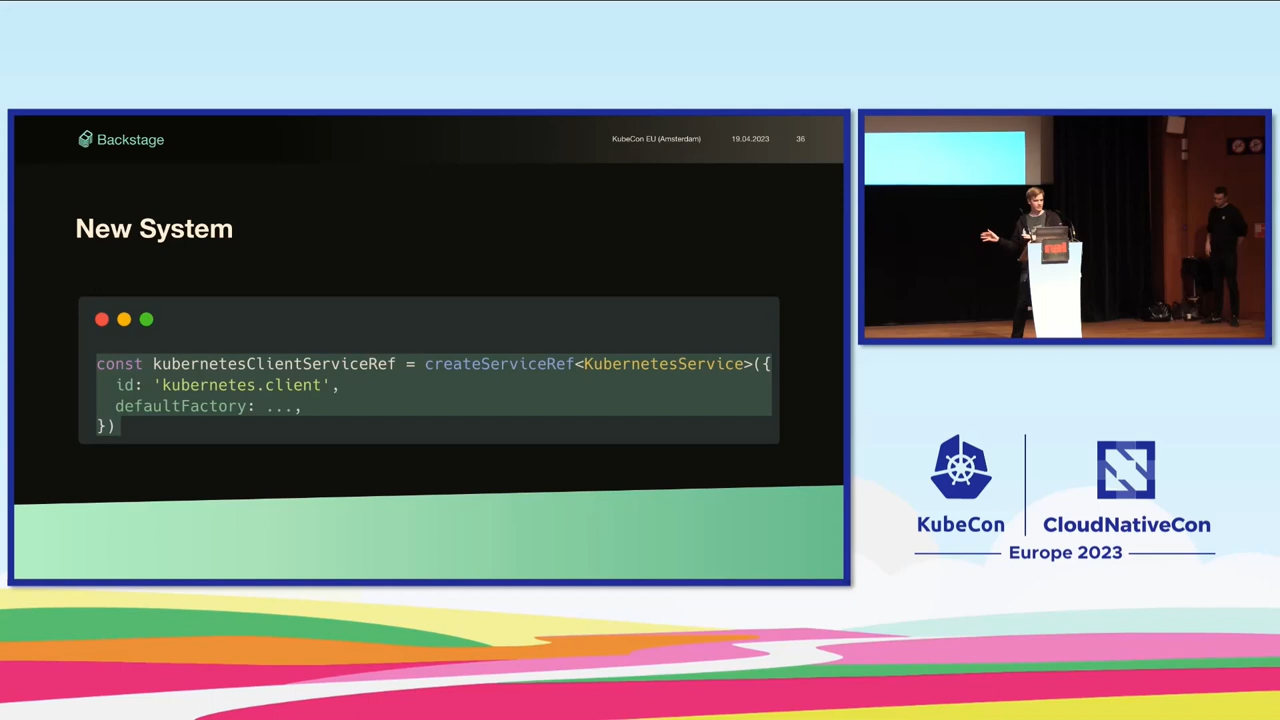 Backstage
KubeCon EU (Amsterdam) 19.04.2023 36
New System
const kubernetesClientServiceRef = createServiceRef<KubernetesService>({
  id: 'kubernetes.client',
  defaultFactory: ...,
})
KubeCon
CloudNativeCon
Europe 2023